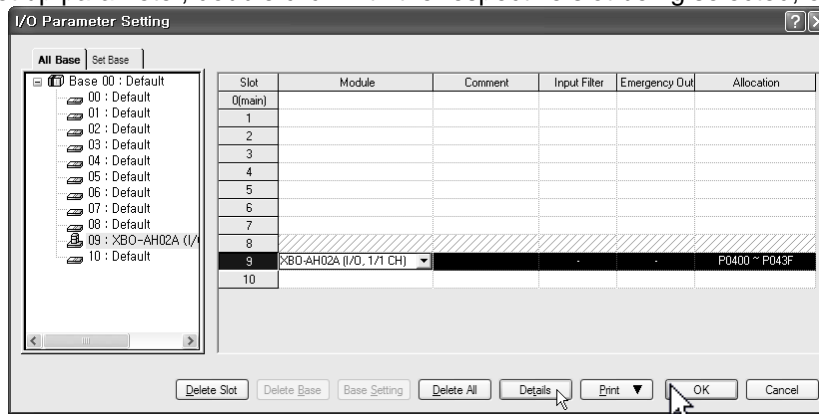 I/O Parameter Setting
All Base Set Base
Base 00 : Default
00 : Default
01 : Default
02 : Default
03 : Default
04 : Default
05 : Default
06 : Default
07 : Default
08 : Default
09 : XBO-AH02A (I/
10 : Default
Slot Module Comment Input Filter Emergency Out Allocation
0(main)
1
2
3
4
5
6
7
8
9 XBO-AH02A (I/O, 1/1 CH) - - P0400 ~ P043F
10
Delete Slot Delete Base Base Setting Delete All Details Print ▼ OK Cancel